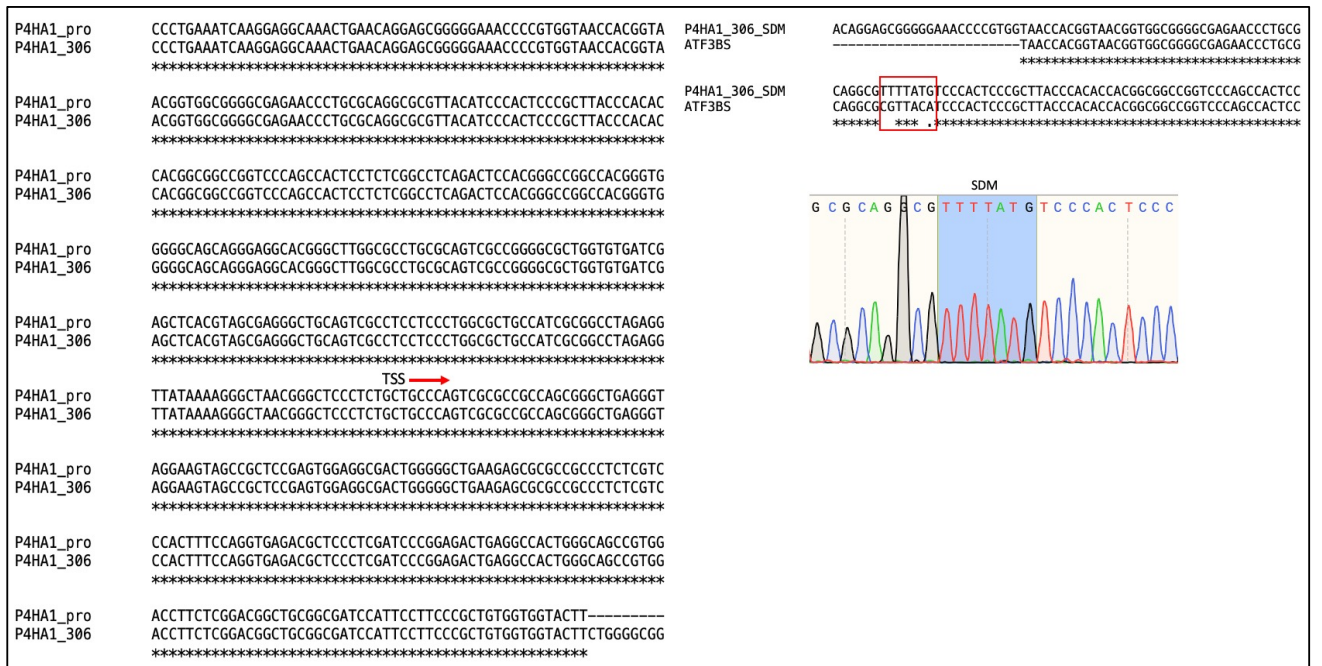 P4HA1_pro CCCTGAAATCAAGGAGGCAAACTGAACAGGAGCGGGGGAAACCCCGTGGTAACCACGGTA
P4HA1_306 CCCTGAAATCAAGGAGGCAAACTGAACAGGAGCGGGGGAAACCCCGTGGTAACCACGGTA
************************************************************
P4HA1_pro ACGGTGGCGGGGCGAGAACCCTGCGCAGGCGCGTTACATCCCACTCCCGCTTACCCACAC
P4HA1_306 ACGGTGGCGGGGCGAGAACCCTGCGCAGGCGCGTTACATCCCACTCCCGCTTACCCACAC
************************************************************
P4HA1_pro CACGGCGGCCGGTCCCAGCCACTCCTCTCGGCCTCAGACTCCACGGGCCGGCCACGGGTG
P4HA1_306 CACGGCGGCCGGTCCCAGCCACTCCTCTCGGCCTCAGACTCCACGGGCCGGCCACGGGTG
************************************************************
P4HA1_pro GGGGCAGCAGGGAGGCACGGGCTTGGCGCCTGCGCAGTCGCCGGGGCGCTGGTGTGATCG
P4HA1_306 GGGGCAGCAGGGAGGCACGGGCTTGGCGCCTGCGCAGTCGCCGGGGCGCTGGTGTGATCG
************************************************************
P4HA1_pro AGCTCACGTAGCGAGGGCTGCAGTCGCCTCCTCCCTGGCGCTGCCATCGCGGCCTAGAGG
P4HA1_306 AGCTCACGTAGCGAGGGCTGCAGTCGCCTCCTCCCTGGCGCTGCCATCGCGGCCTAGAGG
************************************************************
TSS
P4HA1_pro TTATAAAAGGGCTAACGGGCTCCCTCTGCTGCCCAGTCGCGCCGCCAGCGGGCTGAGGGT
P4HA1_306 TTATAAAAGGGCTAACGGGCTCCCTCTGCTGCCCAGTCGCGCCGCCAGCGGGCTGAGGGT
************************************************************
P4HA1_pro AGGAAGTAGCCGCTCCGAGTGGAGGCGACTGGGGGCTGAAGAGCGCGCCGCCCTCTCGTC
P4HA1_306 AGGAAGTAGCCGCTCCGAGTGGAGGCGACTGGGGGCTGAAGAGCGCGCCGCCCTCTCGTC
************************************************************
P4HA1_pro CCACTTTCCAGGTGAGACGCTCCCTCGATCCCGGAGACTGAGGCCACTGGGCAGCCGTGG
P4HA1_306 CCACTTTCCAGGTGAGACGCTCCCTCGATCCCGGAGACTGAGGCCACTGGGCAGCCGTGG
************************************************************
P4HA1_pro ACCTTCTCGGACGGCTGCGGCGATCCATTCCTTCCCGCTGTGGTGGTACTT---------
P4HA1_306 ACCTTCTCGGACGGCTGCGGCGATCCATTCCTTCCCGCTGTGGTGGTACTTCTGGGGCGG
***************************************************
P4HA1_306_SDM ACAGGAGCGGGGGAAACCCCGTGGTAACCACGGTAACGGTGGCGGGGCGAGAACCCTGCG
ATF3BS ------------------------TAACCACGGTAACGGTGGCGGGGCGAGAACCCTGCG
************************************
P4HA1_306_SDM CAGGCGTTTTATGTCCCACTCCCGCTTACCCACACCACGGCGGCCGGTCCCAGCCACTCC
ATF3BS CAGGCGCGTTACATCCCACTCCCGCTTACCCACACCACGGCGGCCGGTCCCAGCCACTCC
****** *** .***********************************************
SDM
G C G C A G G C G T T T T A T G T C C C A C T C C C